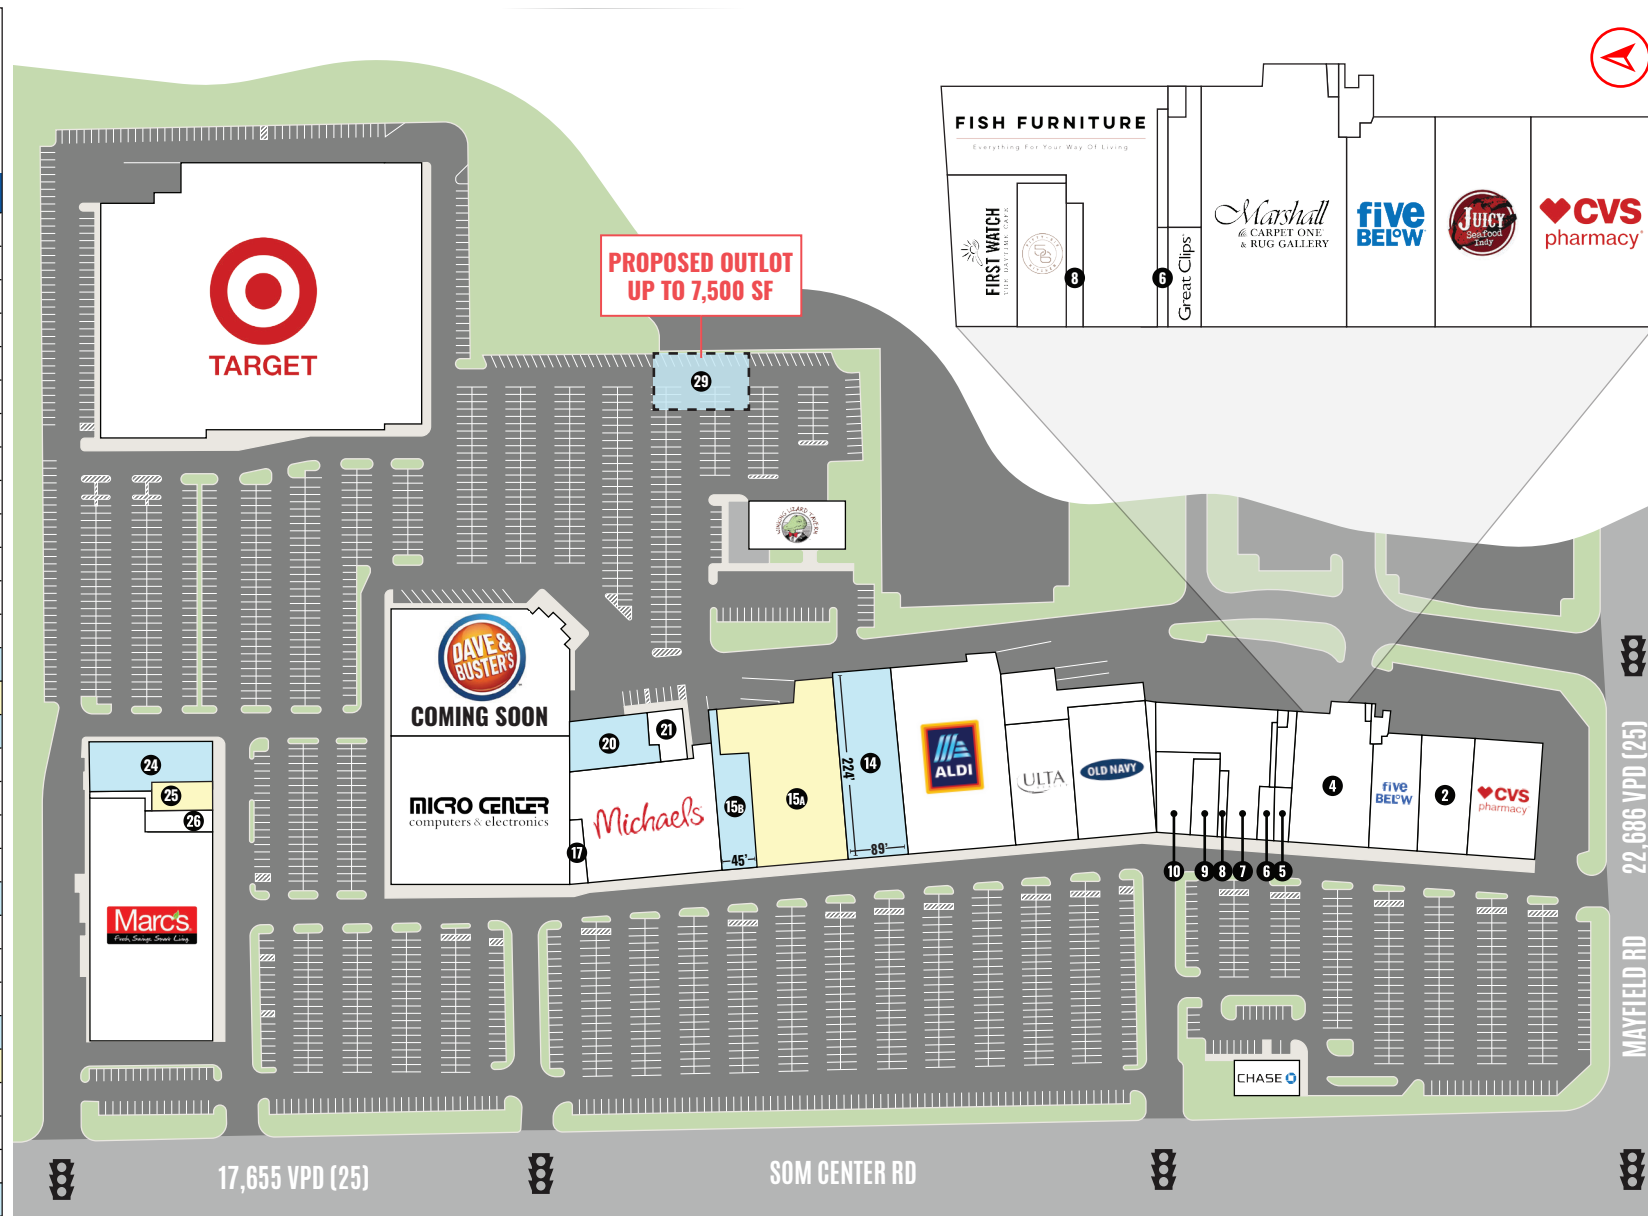 FISH FURNITURE
Everything For Your Way Of Living
FIRST WATCH
THE DAYTIME CAFE
8
6
Great Clips
Marshall
& CARPET ONE
& RUG GALLERY
five
BELOW
JUICY
Seafood
Indy
CVS
pharmacy
TARGET
PROPOSED OUTLOT
UP TO 7,500 SF
29
DAVE &
BUSTER'S
COMING SOON
MICRO CENTER
computers & electronics
20
21
Michaels
17
15B
45'
15A
14
224'
89'
ALDI
ULTA
OLD NAVY
10
9
8
7
6
5
4
five
BELOW
2
CVS
pharmacy
24
25
26
Marc's
CHASE
22,686 VPD (25)
MAYFIELD RD
17,655 VPD (25)
SOM CENTER RD